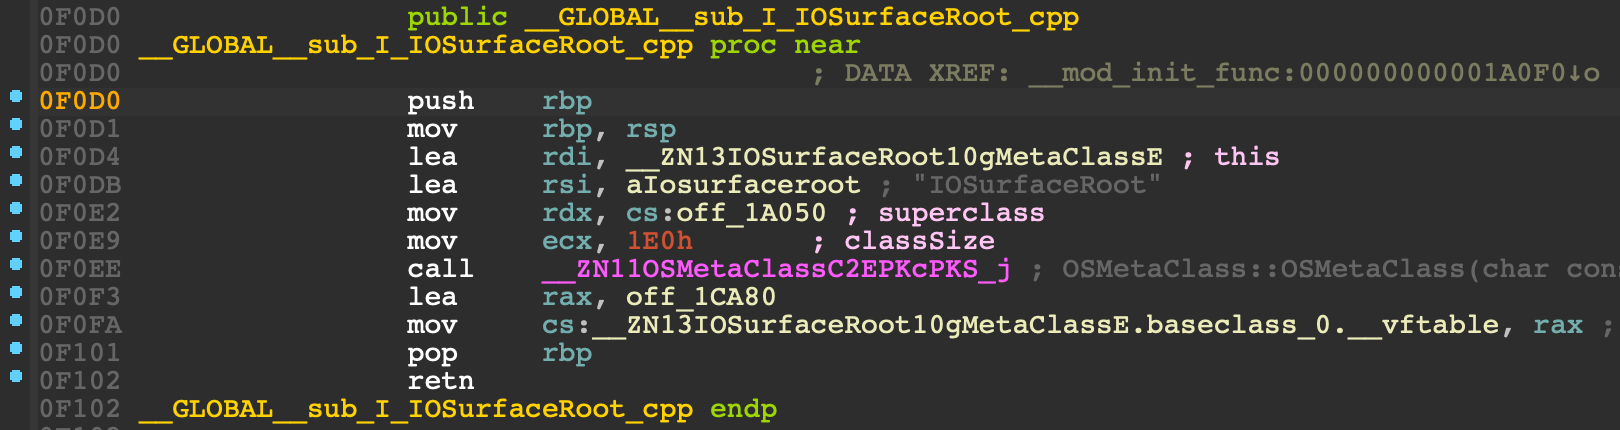 0F0D0 public __GLOBAL__sub_I_IOSurfaceRoot_cpp
0F0D0 __GLOBAL__sub_I_IOSurfaceRoot_cpp proc near
0F0D0 ; DATA XREF: __mod_init_func:000000000001A0F0↓o
0F0D0 push rbp
0F0D1 mov rbp, rsp
0F0D4 lea rdi, __ZN13IOSurfaceRoot10gMetaClassE ; this
0F0DB lea rsi, aIosurfaceroot ; "IOSurfaceRoot"
0F0E2 mov rdx, cs:off_1A050 ; superclass
0F0E9 mov ecx, 1E0h ; classSize
0F0EE call __ZN11OSMetaClassC2EPKcPKS_j ; OSMetaClass::OSMetaClass(char cons
0F0F3 lea rax, off_1CA80
0F0FA mov cs:__ZN13IOSurfaceRoot10gMetaClassE.baseclass_0.__vftable, rax ;
0F101 pop rbp
0F102 retn
0F102 __GLOBAL__sub_I_IOSurfaceRoot_cpp endp